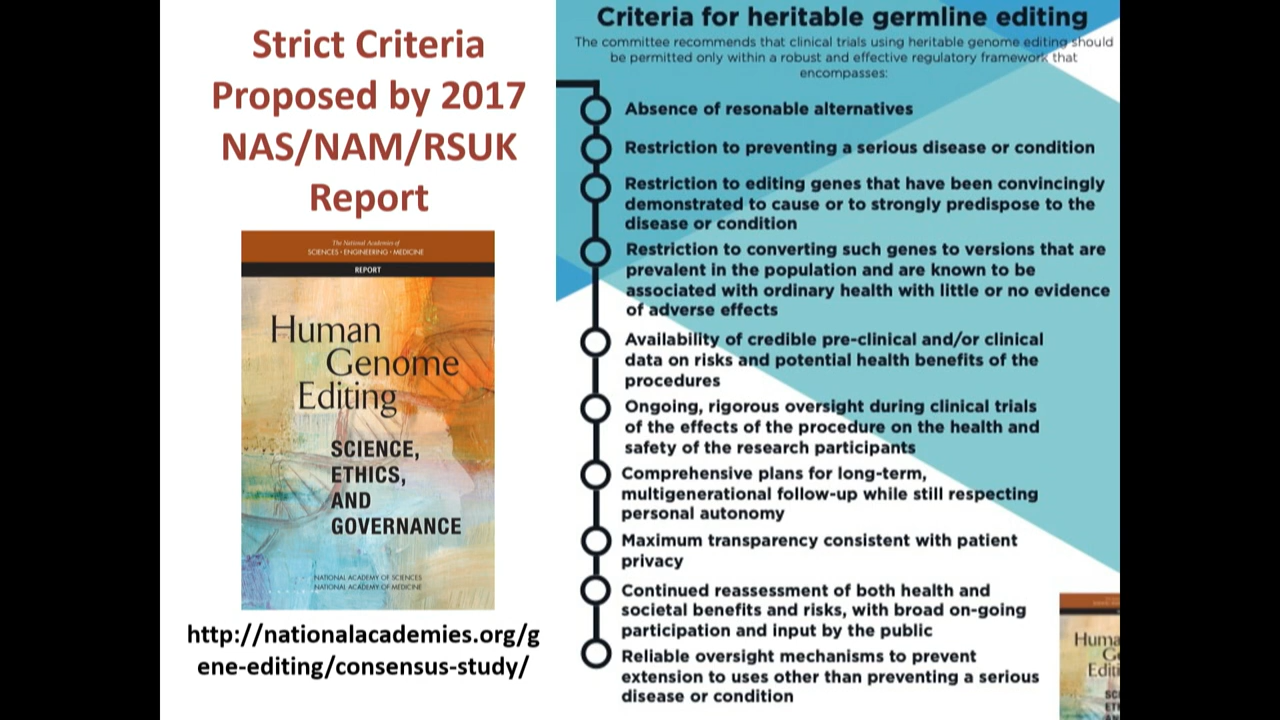 Strict Criteria
Proposed by 2017
NAS/NAM/RSUK
Report
The National Academies of
SCIENCES • ENGINEERING • MEDICINE
REPORT
Human
Genome
Editing
SCIENCE,
ETHICS,
AND
GOVERNANCE
NATIONAL ACADEMY OF SCIENCES
NATIONAL ACADEMY OF MEDICINE
http://nationalacademies.org/g
ene-editing/consensus-study/
Criteria for heritable germline editing
The committee recommends that clinical trials using heritable genome editing should
be permitted only within a robust and effective regulatory framework that
encompasses:
Absence of resonable alternatives
Restriction to preventing a serious disease or condition
Restriction to editing genes that have been convincingly
demonstrated to cause or to strongly predispose to the
disease or condition
Restriction to converting such genes to versions that are
prevalent in the population and are known to be
associated with ordinary health with little or no evidence
of adverse effects
Availability of credible pre-clinical and/or clinical
data on risks and potential health benefits of the
procedures
Ongoing, rigorous oversight during clinical trials
of the effects of the procedure on the health and
safety of the research participants
Comprehensive plans for long-term,
multigenerational follow-up while still respecting
personal autonomy
Maximum transparency consistent with patient
privacy
Continued reassessment of both health and
societal benefits and risks, with broad on-going
participation and input by the public
Reliable oversight mechanisms to prevent
extension to uses other than preventing a serious
disease or condition
Huma
G
Editi
SC
ET
AN